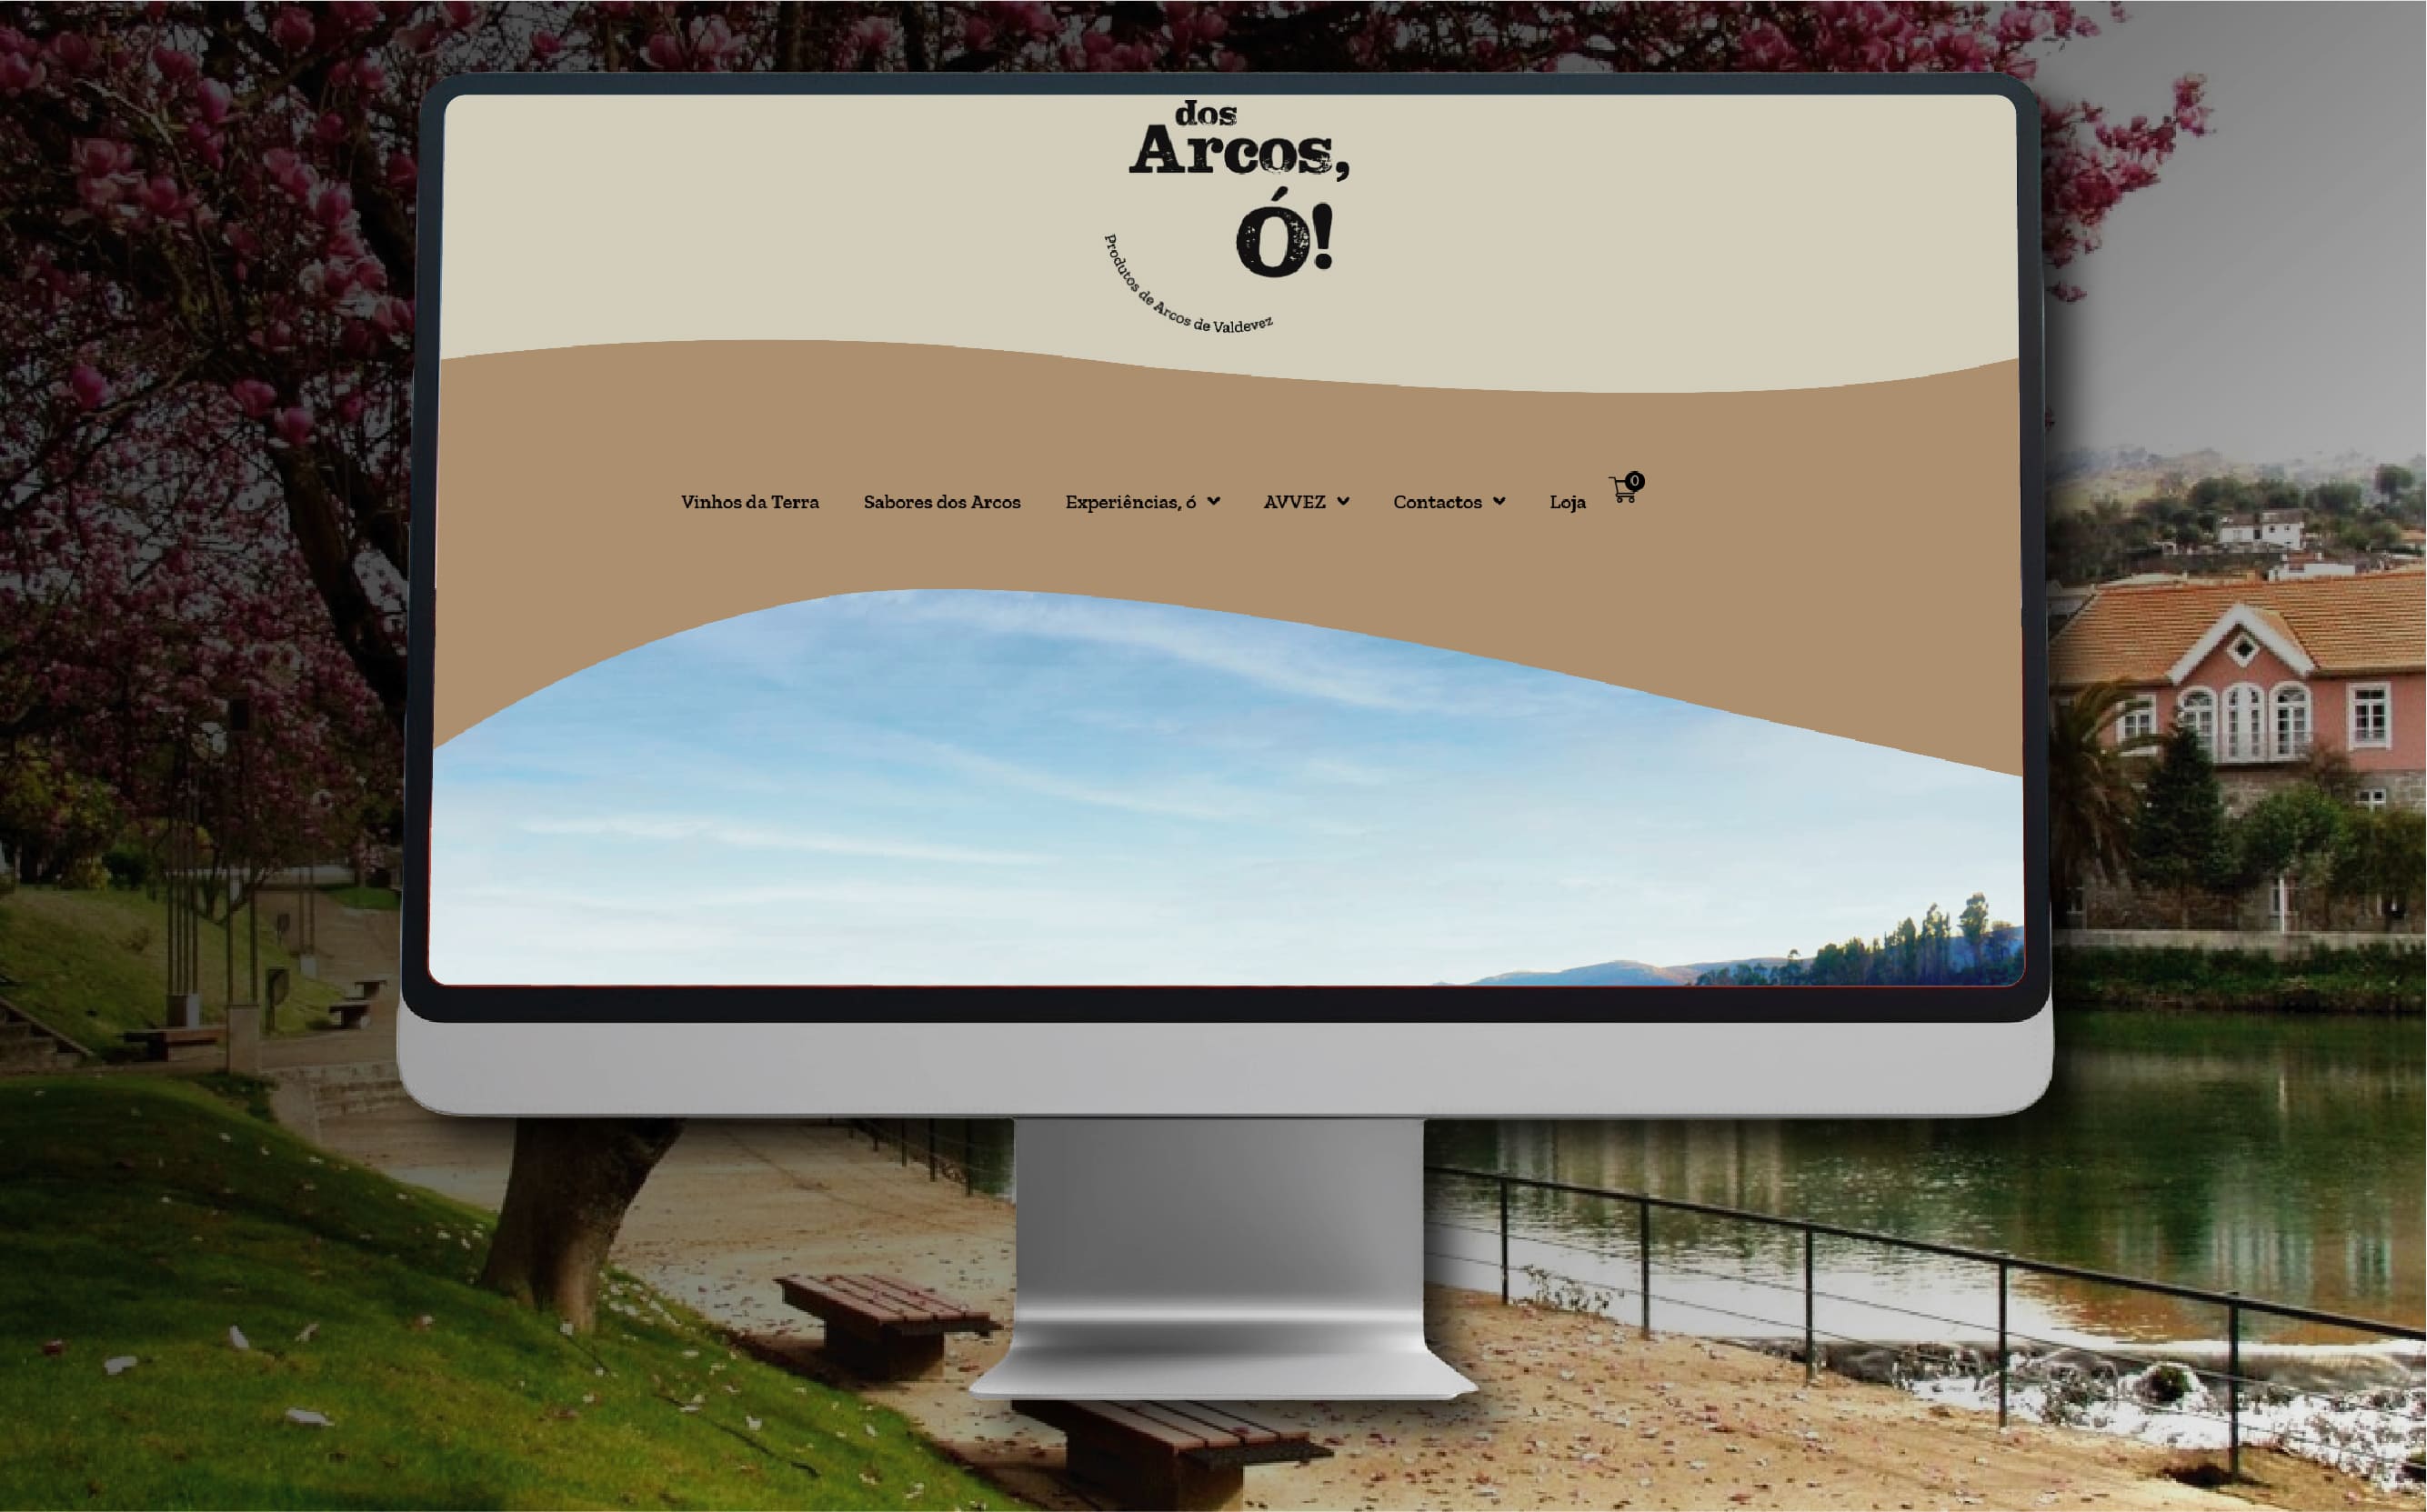 dos
Arcos,
Ó!
Produtos de Arcos de Valdevez
Vinhos da Terra Sabores dos Arcos Experiências, ó AVVEZ Contactos Loja 0